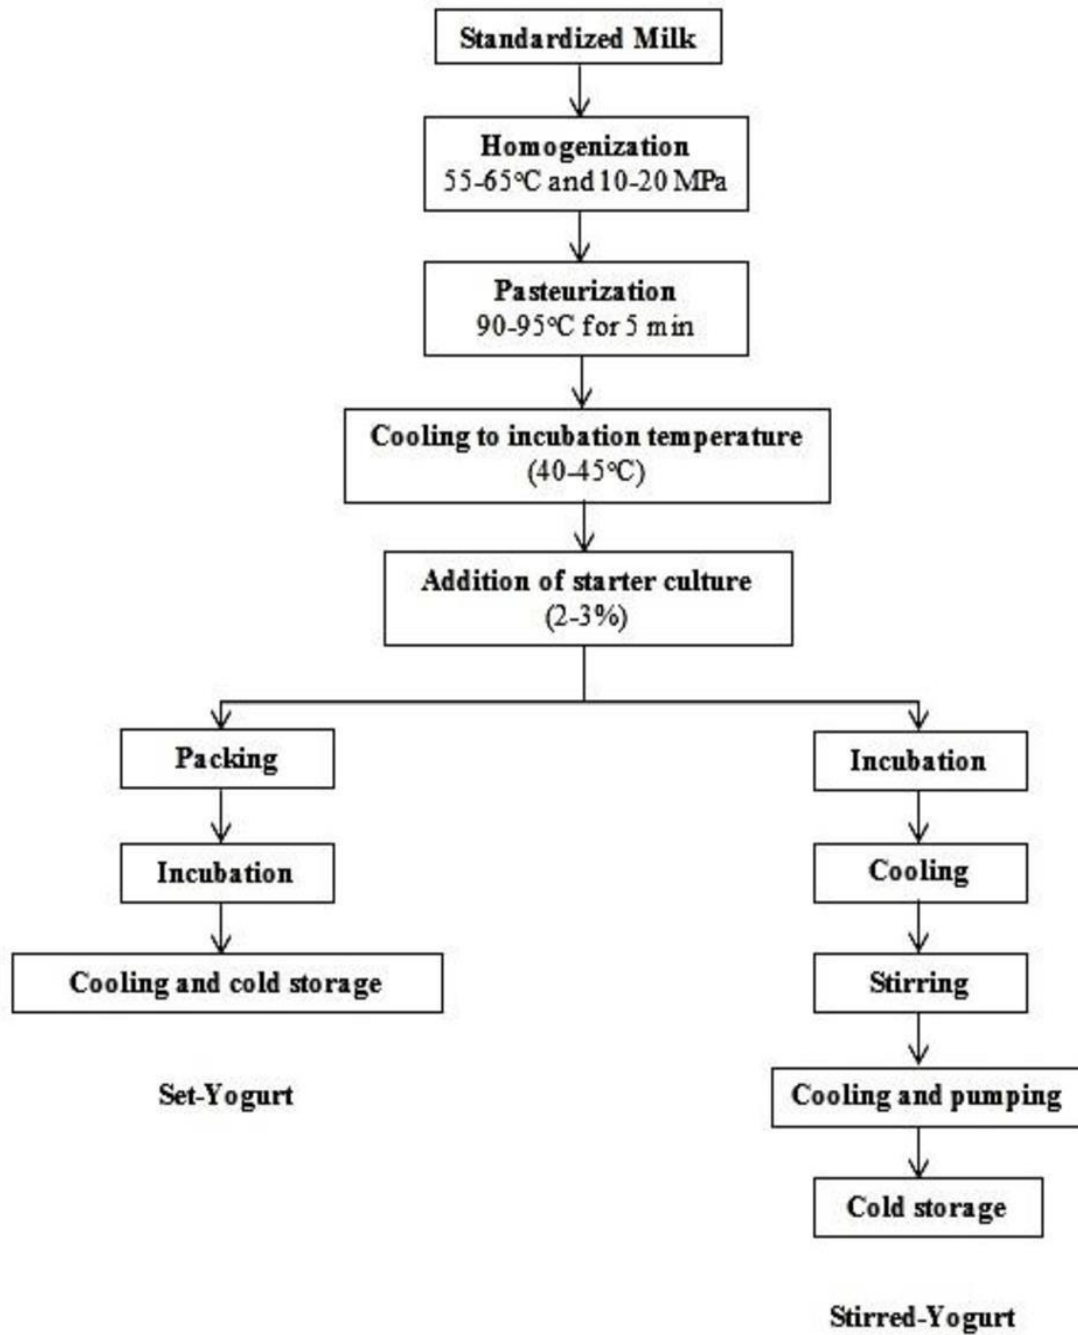 Standardized Milk
Homogenization
55-65°C and 10-20 MPa
Pasteurization
90-95°C for 5 min
Cooling to incubation temperature
(40-45°C)
Addition of starter culture
(2-3%)
Packing
Incubation
Cooling and cold storage
Set-Yogurt
Incubation
Cooling
Stirring
Cooling and pumping
Cold storage
Stirred-Yogurt